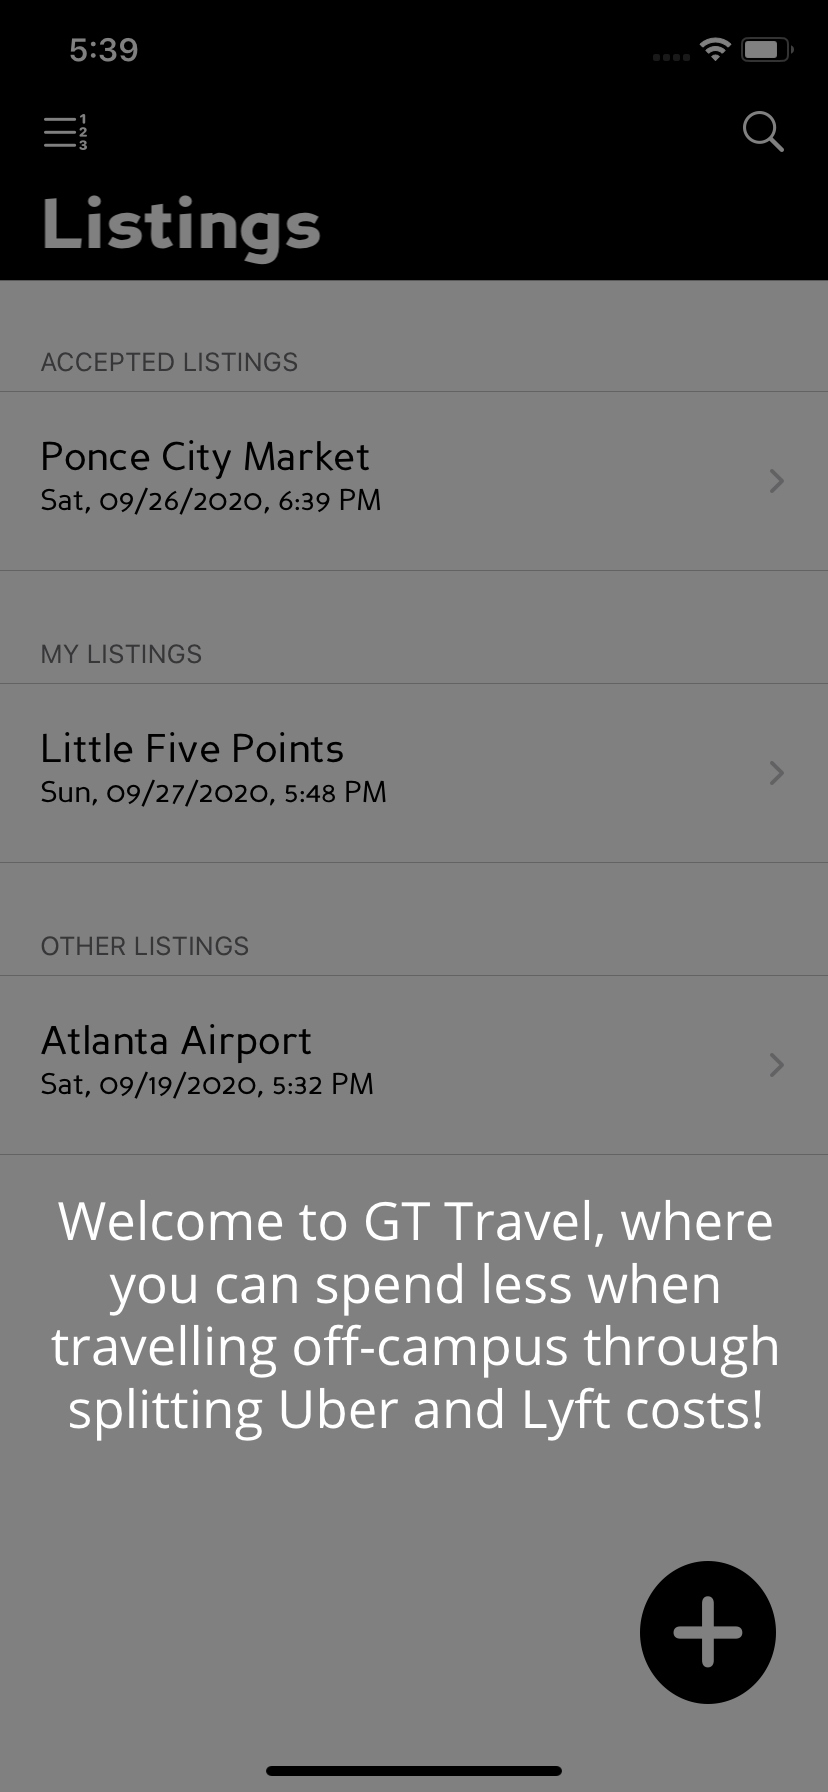 5:39
1
2
3
Listings
ACCEPTED LISTINGS
Ponce City Market
Sat, 09/26/2020, 6:39 PM
MY LISTINGS
Little Five Points
Sun, 09/27/2020, 5:48 PM
OTHER LISTINGS
Atlanta Airport
Sat, 09/19/2020, 5:32 PM
Welcome to GT Travel, where
you can spend less when
travelling off-campus through
splitting Uber and Lyft costs!